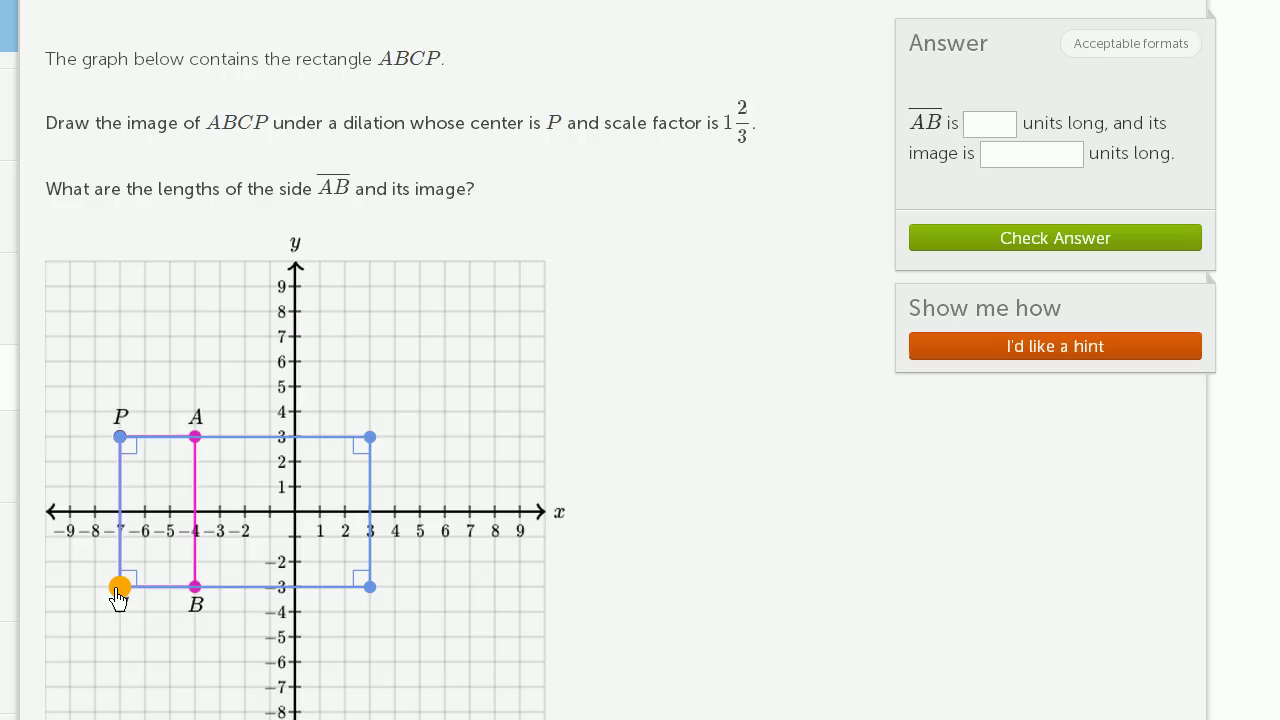 The graph below contains the rectangle ABCP.
Draw the image of ABCP under a dilation whose center is P and scale factor is 1 2/3.
What are the lengths of the side AB and its image?
Answer
Acceptable formats
AB is units long, and its
image is units long.
Check Answer
Show me how
I'd like a hint
y
9
8
7
6
5
4
P A
3
2
1
x
−9 −8 −7 −6 −5 −4 −3 −2 1 2 3 4 5 6 7 8 9
−2
−3
B
−4
−5
−6
−7
−8